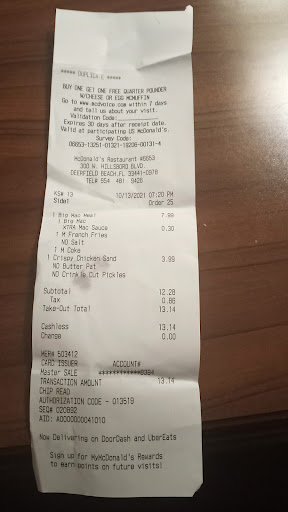 ***** DUPLICATE *****
BUY ONE GET ONE FREE QUARTER POUNDER
W/CHEESE OR EGG MCMUFFIN
Go to www.mcdvoice.com within 7 days
and tell us about your visit.
Validation Code:
Expires 30 days after receipt date.
Valid at participating US McDonald's.
Survey Code:
06653-13251-01321-19206-00131-4
McDonald's Restaurant #6653
300 W. HILLSBORO BLVD.
DEERFIELD BEACH,FL 33441-0978
TEL# 954 481 9426
KS# 13 10/13/2021 07:20 PM
Side1 Order 25
1 Big Mac Meal 7.99
1 Big Mac
XTRA Mac Sauce 0.30
1 M French Fries
NO Salt
1 M Coke
1 Crispy Chicken Sand 3.99
NO Butter Pat
NO Crinkle Cut Pickles
Subtotal 12.28
Tax 0.86
Take-Out Total 13.14
Cashless 13.14
Change 0.00
MER# 503412
CARD ISSUER ACCOUNT#
Master SALE ************8384
TRANSACTION AMOUNT 13.14
CHIP READ
AUTHORIZATION CODE - 013519
SEQ# 020892
AID: A0000000041010
Now Delivering on DoorDash and UberEats
Sign up for MyMcDonald's Rewards
to earn points on future visits!